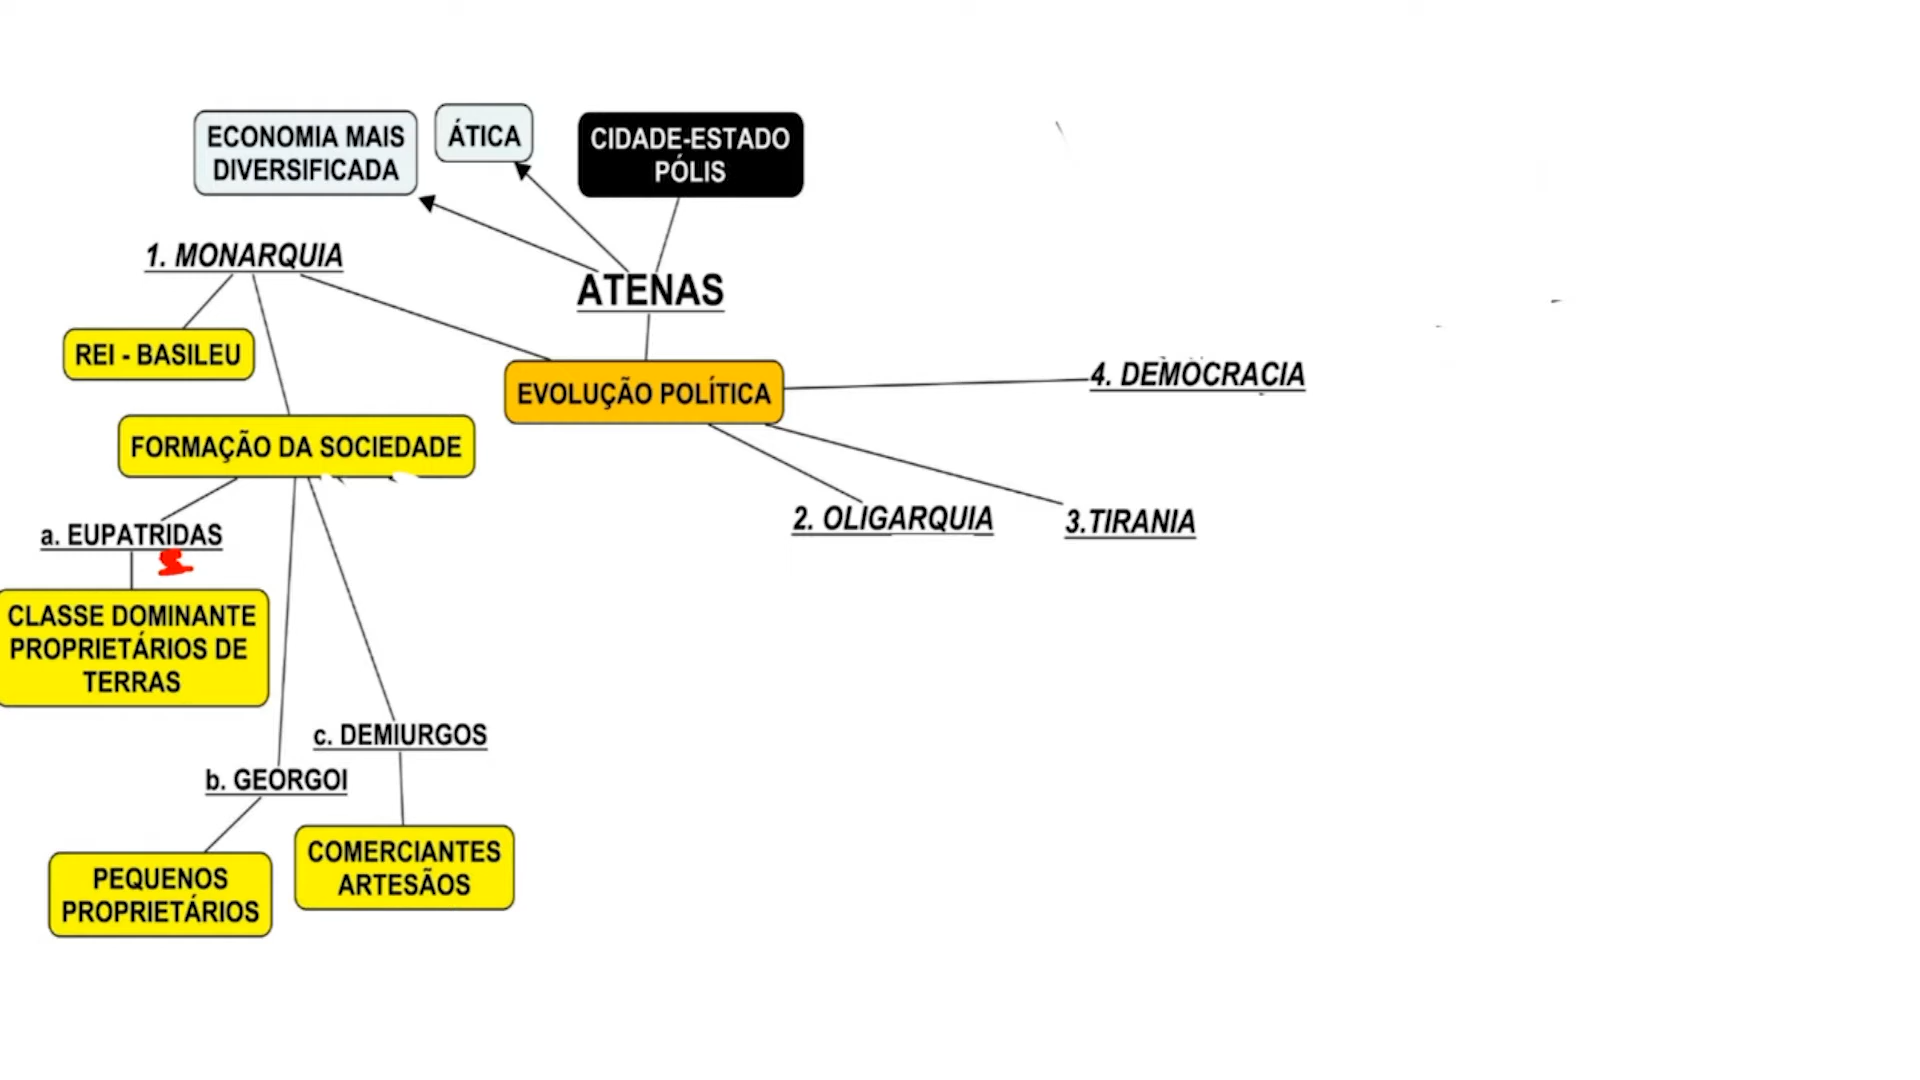 ECONOMIA MAIS
DIVERSIFICADA
ÁTICA
CIDADE-ESTADO
PÓLIS
1. MONARQUIA
ATENAS
REI - BASILEU
EVOLUÇÃO POLÍTICA
4. DEMOCRACIA
FORMAÇÃO DA SOCIEDADE
2. OLIGARQUIA
3.TIRANIA
a. EUPATRIDAS
CLASSE DOMINANTE
PROPRIETÁRIOS DE
TERRAS
c. DEMIURGOS
b. GEORGOI
COMERCIANTES
ARTESÃOS
PEQUENOS
PROPRIETÁRIOS